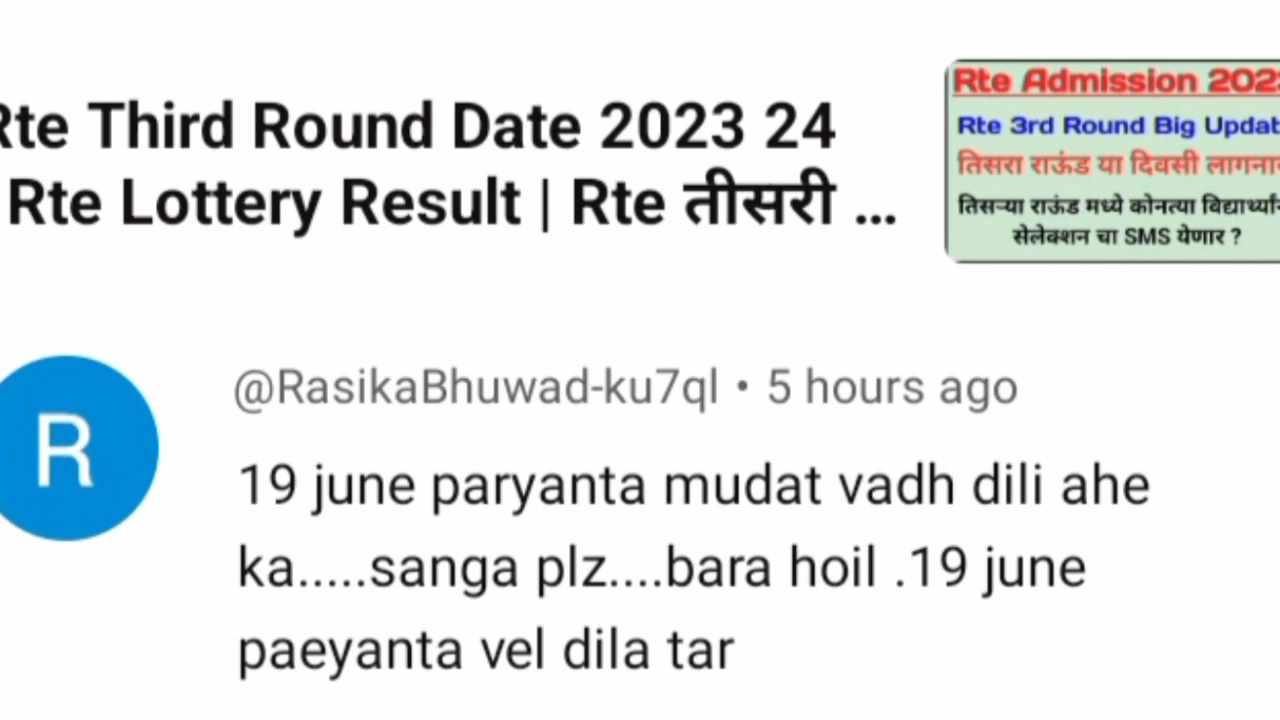 Rte Third Round Date 2023 24
Rte Lottery Result | Rte तीसरी ...
Rte Admission
Rte 3rd Round Big
तिसरा राऊंड या दिवसी
तिसऱ्या राऊंड मध्ये कोनत्या
सेलेक्शन चा SMS येणार ?
R
@RasikaBhuwad-ku7ql • 5 hours ago
19 june paryanta mudat vadh dili ahe
ka.....sanga plz....bara hoil .19 june
paeyanta vel dila tar